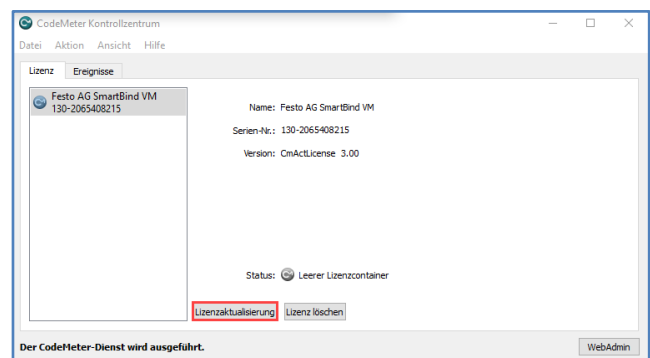 CodeMeter Kontrollzentrum
Datei Aktion Ansicht Hilfe
Lizenz Ereignisse
Festo AG SmartBind VM
130-2065408215
Name: Festo AG SmartBind VM
Serien-Nr.: 130-2065408215
Version: CmActLicense 3.00
Status: Leerer Lizenzcontainer
Lizenzaktualisierung Lizenz löschen
Der CodeMeter-Dienst wird ausgeführt. WebAdmin